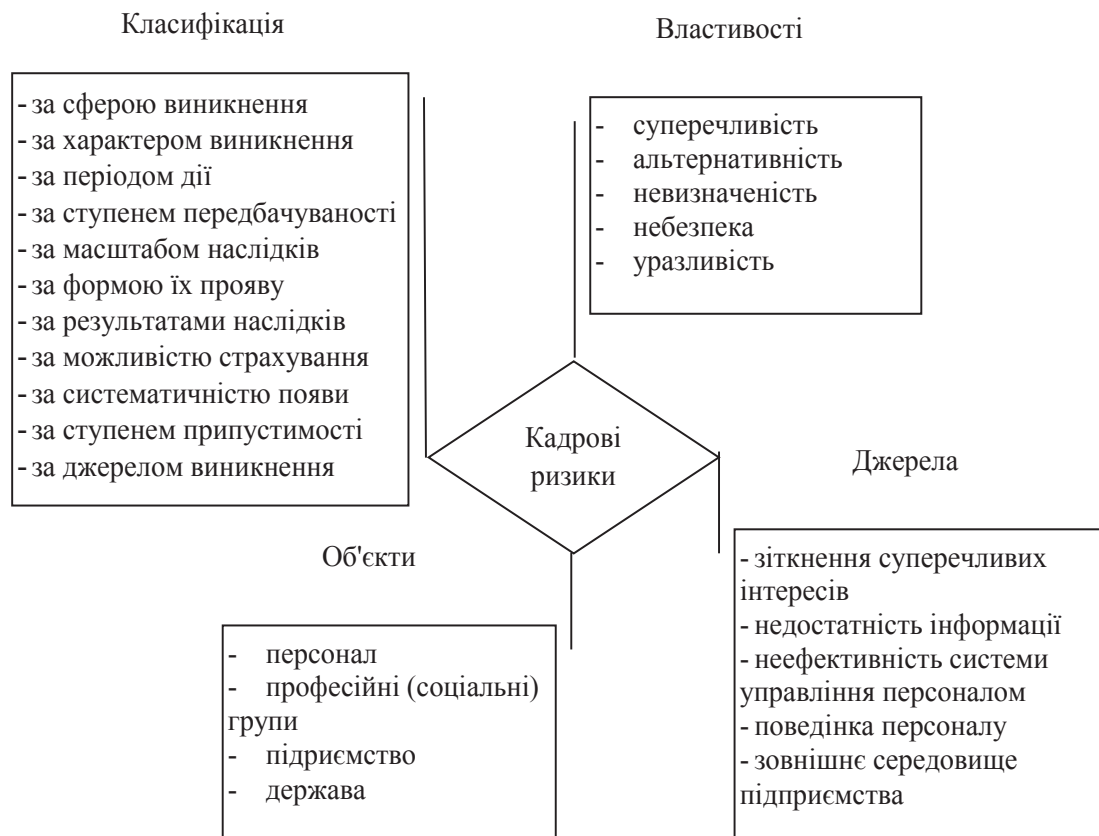 Класифікація
- за сферою виникнення
- за характером виникнення
- за періодом дії
- за ступенем передбачуваності
- за масштабом наслідків
- за формою їх прояву
- за результатами наслідків
- за можливістю страхування
- за систематичністю появи
- за ступенем припустимості
- за джерелом виникнення
Властивості
- суперечливість
- альтернативність
- невизначеність
- небезпека
- уразливість
Кадрові
ризики
Об'єкти
- персонал
- професійні (соціальні)
групи
- підриємство
- держава
Джерела
- зіткнення суперечливих
інтересів
- недостатність інформації
- неефективність системи
управління персоналом
- поведінка персоналу
- зовнішнє середовище
підприємства